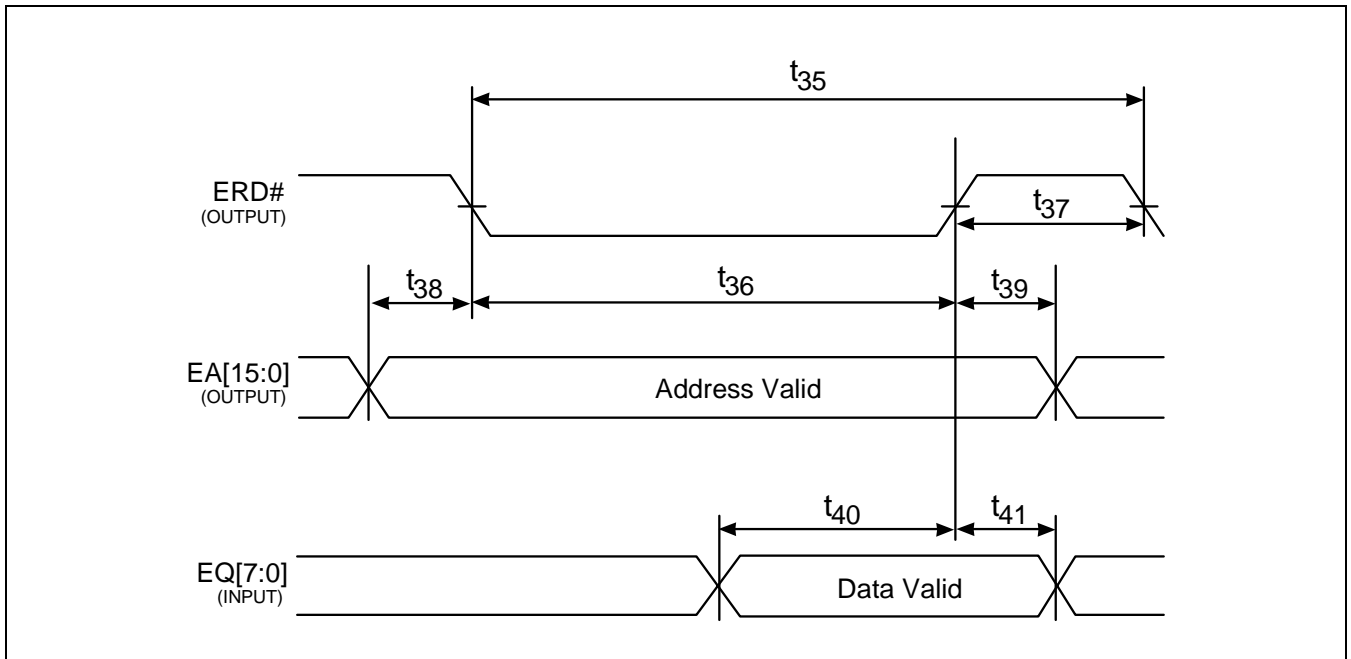 t35
ERD#
(OUTPUT)
t37
t38
t36
t39
EA[15:0]
(OUTPUT)
Address Valid
t40
t41
EQ[7:0]
(INPUT)
Data Valid